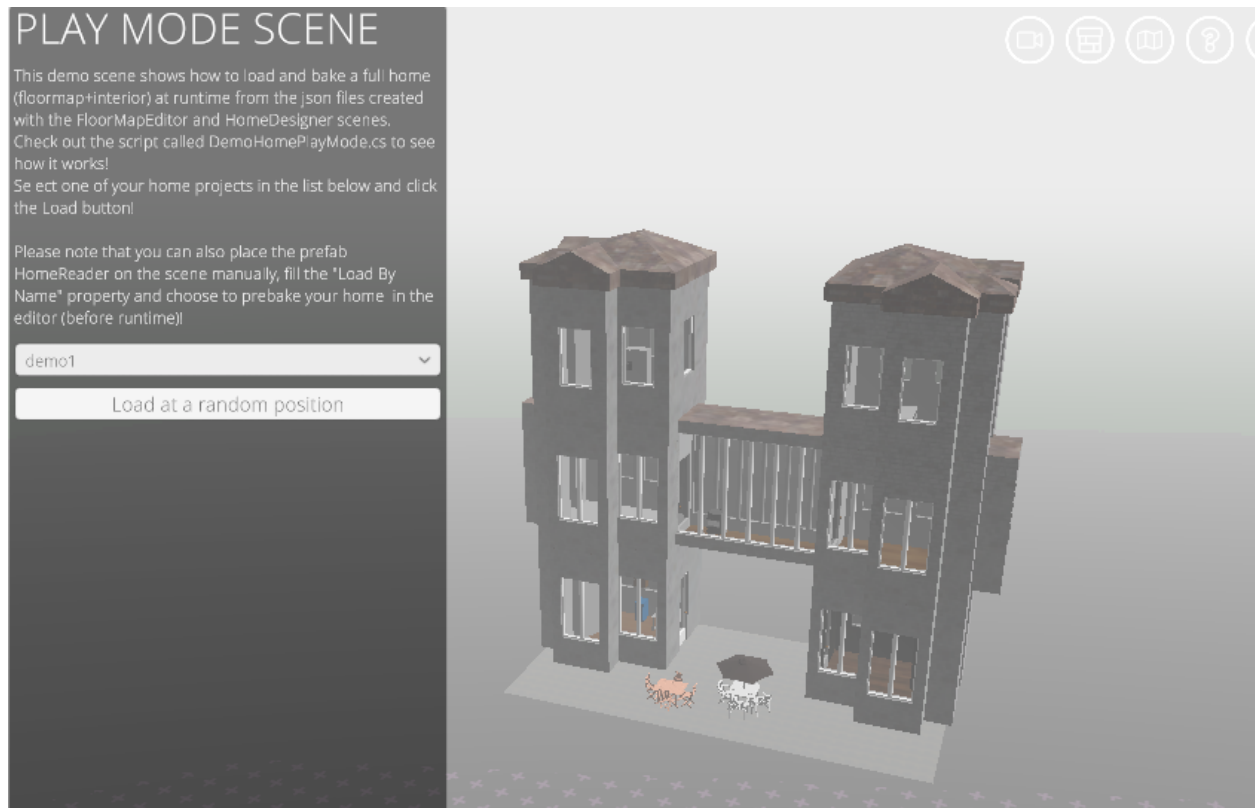 PLAY MODE SCENE
This demo scene shows how to load and bake a full home
(floormap+interior) at runtime from the json files created
with the FloorMapEditor and HomeDesigner scenes.
Check out the script called DemoHomePlayMode.cs to see
how it works!
Se ect one of your home projects in the list below and click
the Load button!
Please note that you can also place the prefab
HomeReader on the scene manually, fill the "Load By
Name" property and choose to prebake your home in the
editor (before runtime)!
demo1
Load at a random position
?